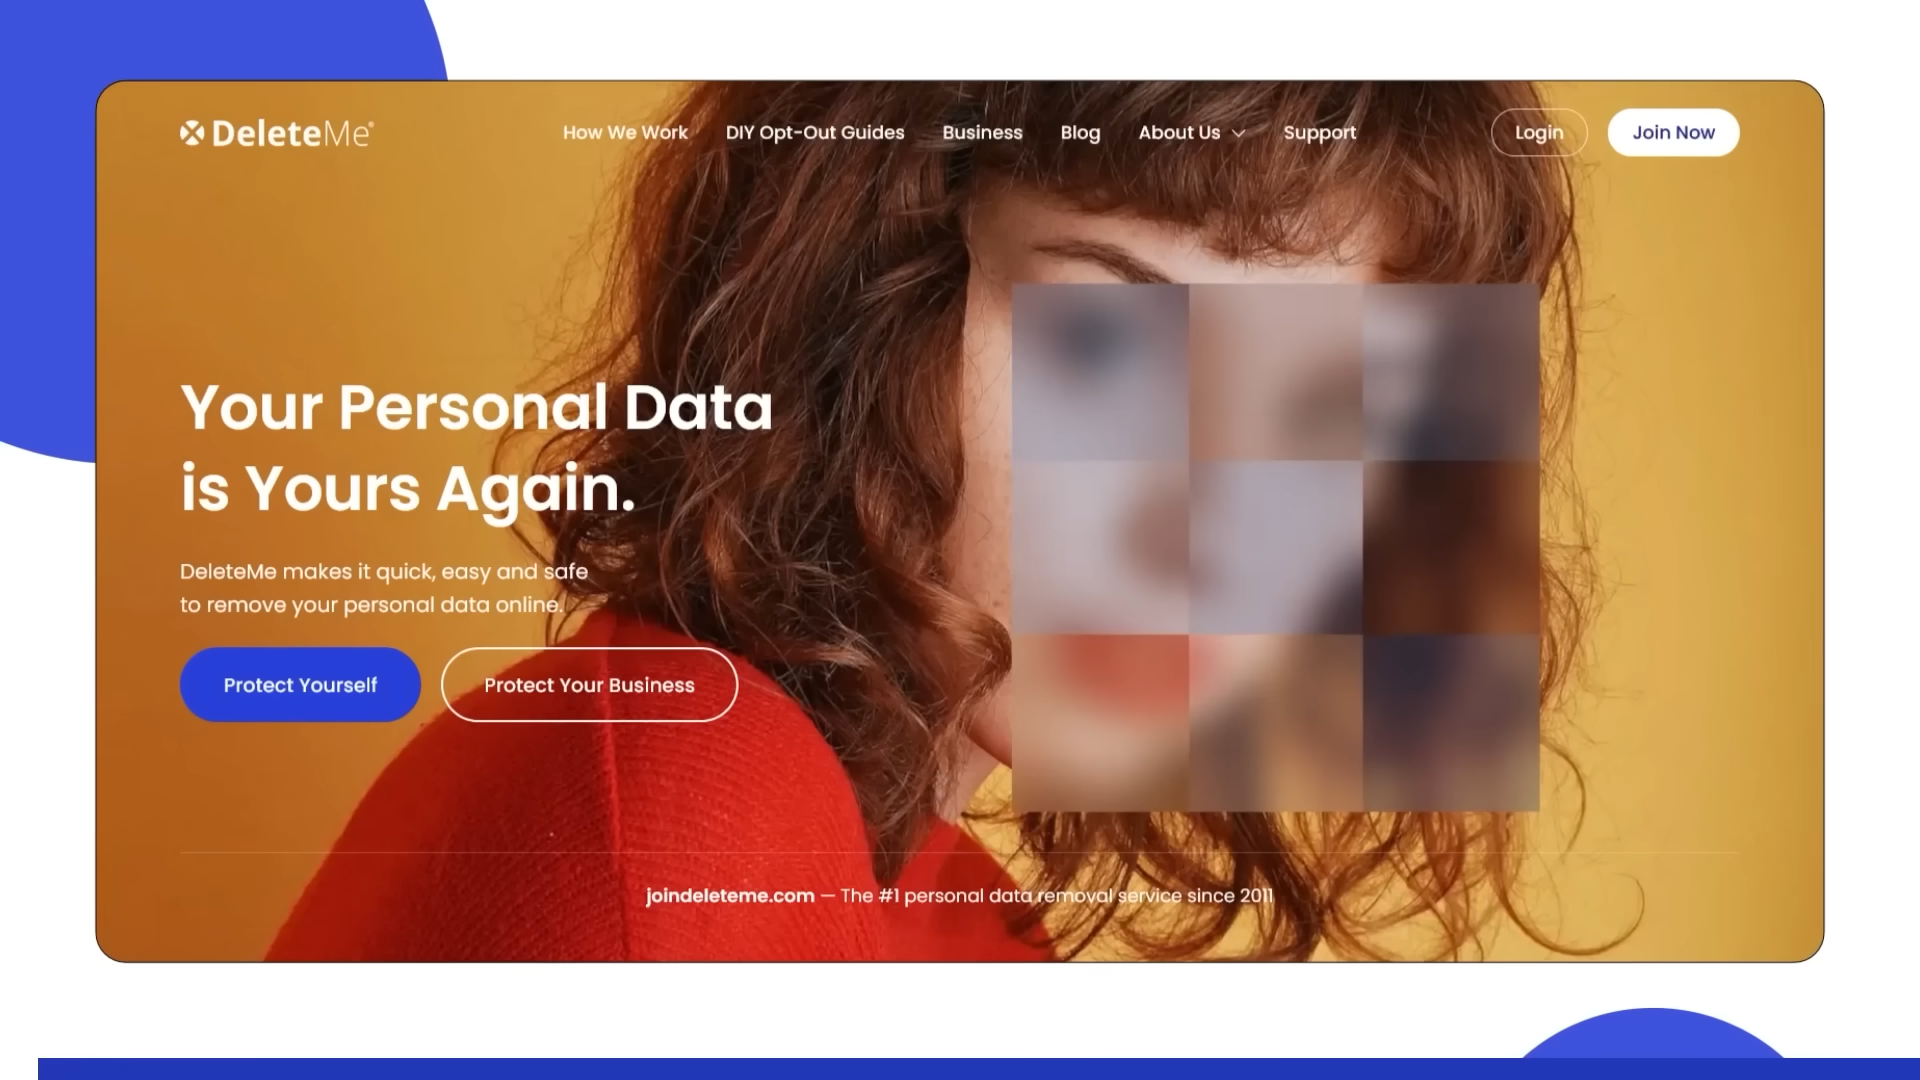 DeleteMe®
How We Work
DIY Opt-Out Guides
Business
Blog
About Us
Support
Login
Join Now
Your Personal Data
is Yours Again.
DeleteMe makes it quick, easy and safe
to remove your personal data online.
Protect Yourself
Protect Your Business
joindeleteme.com — The #1 personal data removal service since 2011